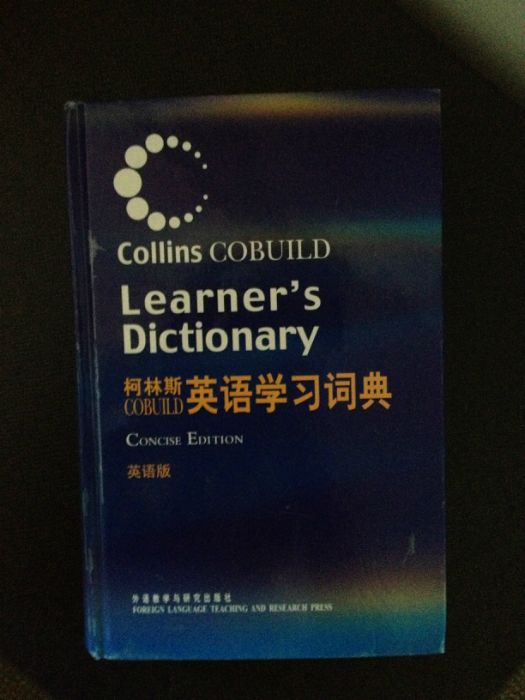 Collins COBUILD
Learner's
Dictionary
柯林斯
COBUILD 英语学习词典
CONCISE EDITION
英语版
外语教学与研究出版社
FOREIGN LANGUAGE TEACHING AND RESEARCH PRESS